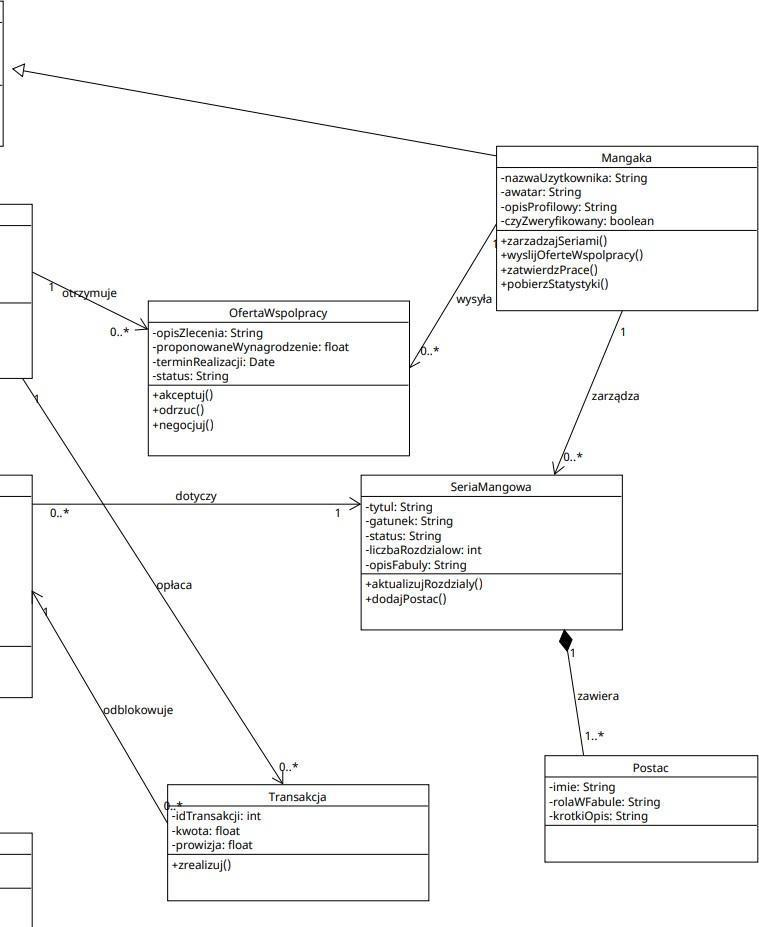 Mangaka
-nazwaUzytkownika: String
-awatar: String
-opisProfilowy: String
-czyZweryfikowany: boolean
+zarzadzajSeriami()
+wyslijOferteWspolpracy()
+zatwierdzPrace()
+pobierzStatystyki()
1
wysyła
0..*
1
otrzymuje
0..*
OfertaWspolpracy
-opisZlecenia: String
-proponowaneWynagrodzenie: float
-terminRealizacji: Date
-status: String
+akceptuj()
+odrzuc()
+negocjuj()
1
zarządza
0..*
1
opłaca
0..*
0..*
dotyczy
1
SeriaMangowa
-tytul: String
-gatunek: String
-status: String
-liczbaRozdzialow: int
-opisFabuly: String
+aktualizujRozdzialy()
+dodajPostac()
1
zawiera
1..*
1
odblokowuje
0..*
Transakcja
-idTransakcji: int
-kwota: float
-prowizja: float
+zrealizuj()
Postac
-imie: String
-rolaWFabule: String
-krotkiOpis: String